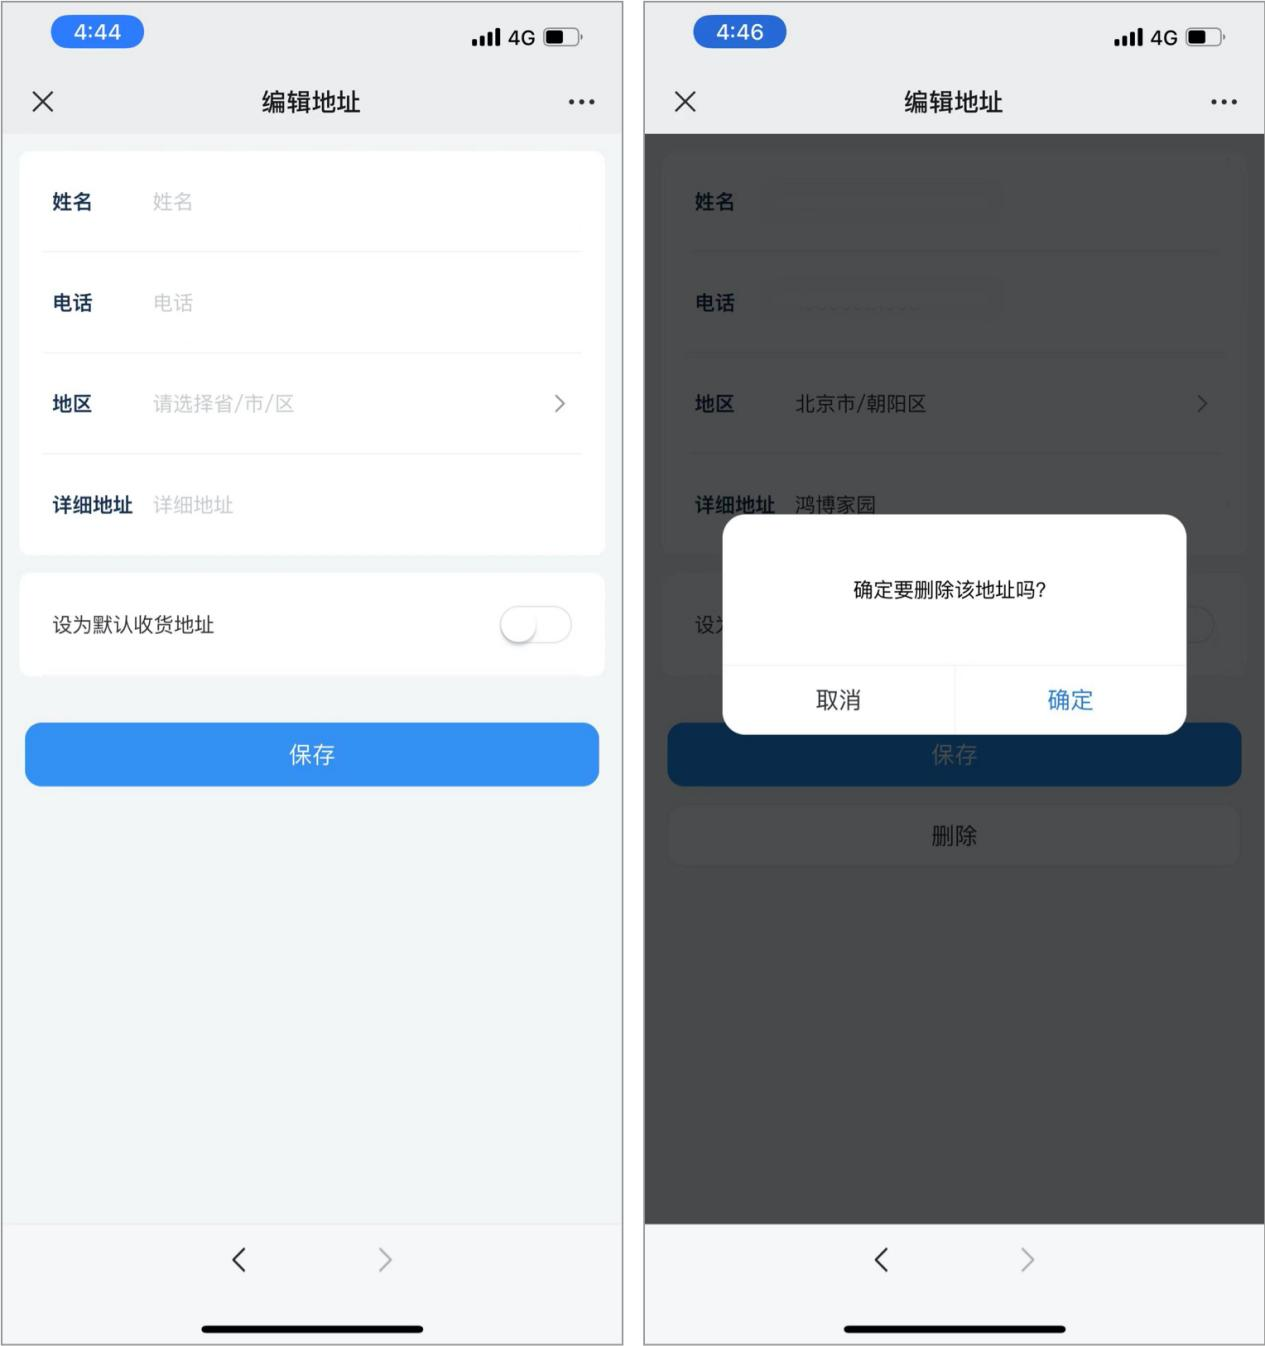 4:44
4G
编辑地址
姓名 姓名
电话 电话
地区 请选择省/市/区
详细地址 详细地址
设为默认收货地址
保存
4:46
4G
编辑地址
姓名
电话
地区 北京市/朝阳区
详细地址 鸿博家园
设为
确定要删除该地址吗?
取消 确定
保存
删除